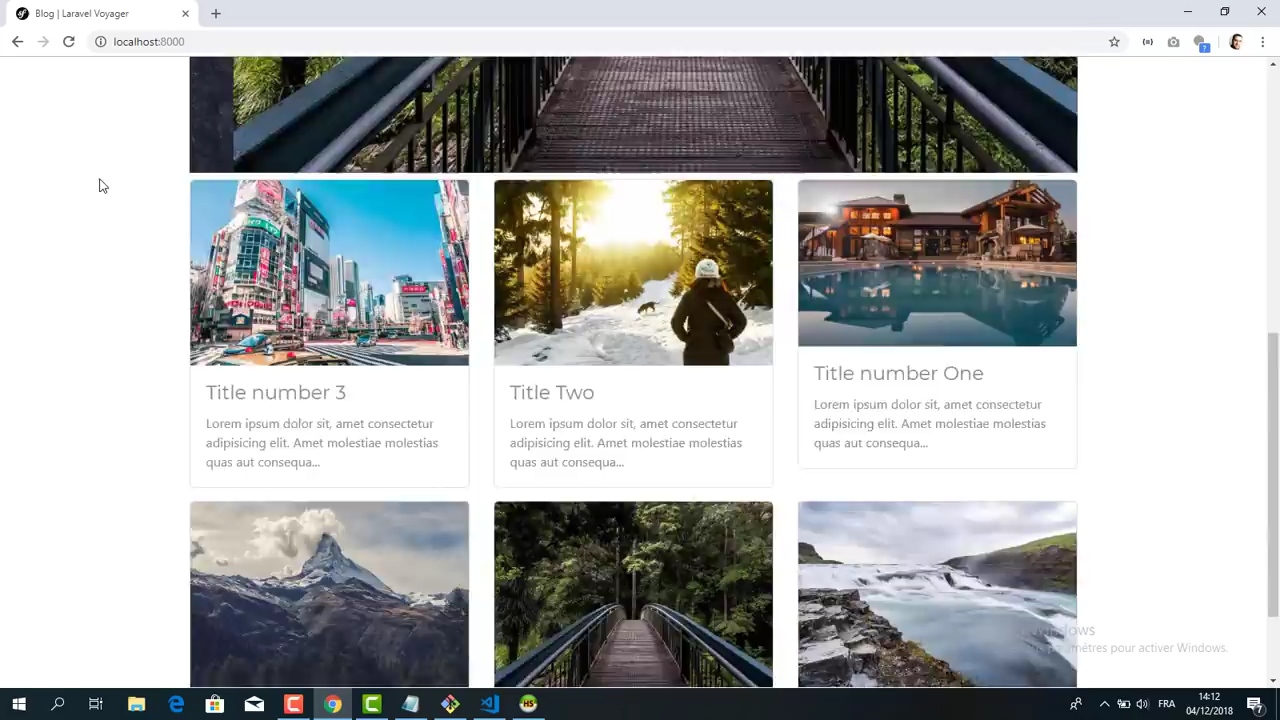 Blog | Laravel Voyager
localhost:8000
Title number 3
Lorem ipsum dolor sit, amet consectetur
adipisicing elit. Amet molestiae molestias
quas aut consequa...
Title Two
Lorem ipsum dolor sit, amet consectetur
adipisicing elit. Amet molestiae molestias
quas aut consequa...
Title number One
Lorem ipsum dolor sit, amet consectetur
adipisicing elit. Amet molestiae molestias
quas aut consequa...
paramètres pour activer Windows.
FRA
14:12
04/12/2018